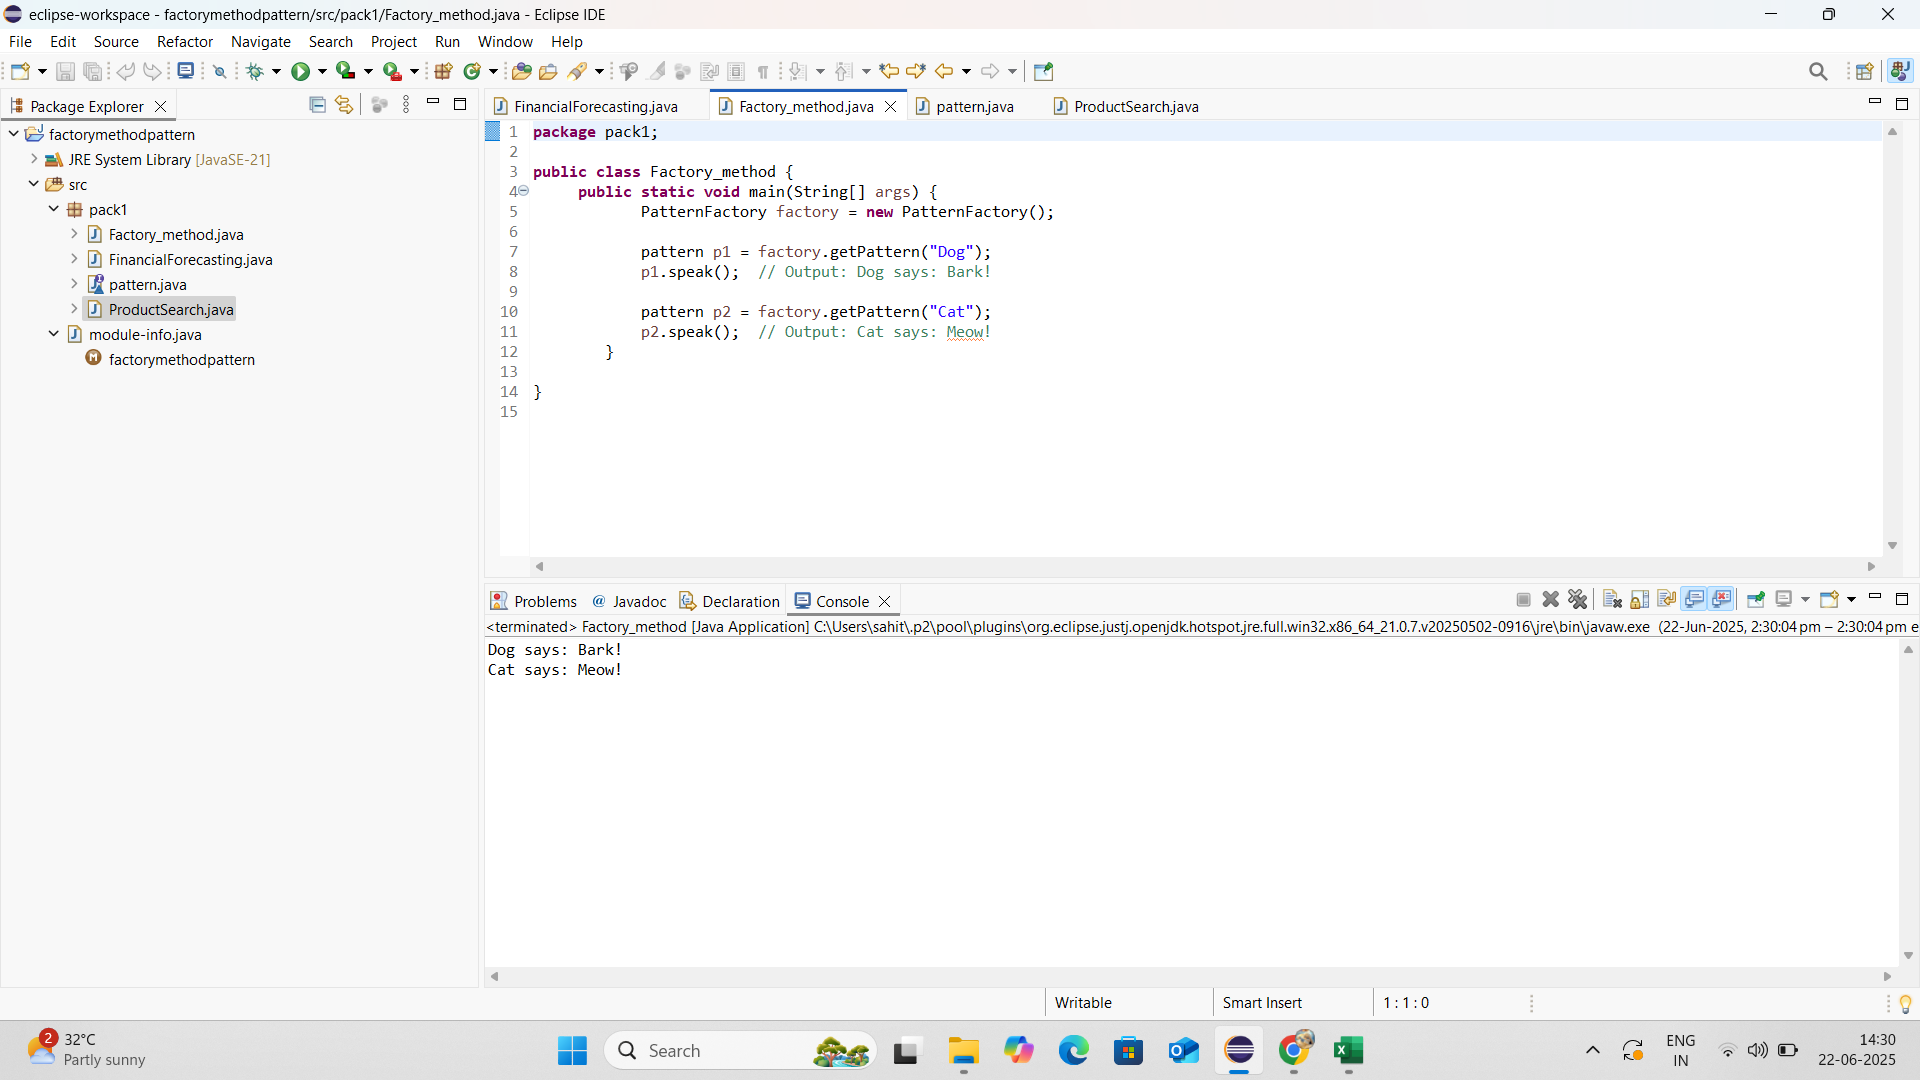 eclipse-workspace - factorymethodpattern/src/pack1/Factory_method.java - Eclipse IDE
File Edit Source Refactor Navigate Search Project Run Window Help
Package Explorer
factorymethodpattern
JRE System Library [JavaSE-21]
src
pack1
Factory_method.java
FinancialForecasting.java
pattern.java
ProductSearch.java
module-info.java
factorymethodpattern
FinancialForecasting.java Factory_method.java pattern.java ProductSearch.java
1 package pack1;
2
3 public class Factory_method {
4 public static void main(String[] args) {
5 PatternFactory factory = new PatternFactory();
6
7 pattern p1 = factory.getPattern("Dog");
8 p1.speak(); // Output: Dog says: Bark!
9
10 pattern p2 = factory.getPattern("Cat");
11 p2.speak(); // Output: Cat says: Meow!
12 }
13
14 }
15
Problems @ Javadoc Declaration Console
<terminated> Factory_method [Java Application] C:\Users\sahit\.p2\pool\plugins\org.eclipse.justj.openjdk.hotspot.jre.full.win32.x86_64_21.0.7.v20250502-0916\jre\bin\javaw.exe (22-Jun-2025, 2:30:04 pm – 2:30:04 pm e
Dog says: Bark!
Cat says: Meow!
Writable Smart Insert 1 : 1 : 0
2
32°C
Partly sunny
Search
ENG
IN
14:30
22-06-2025